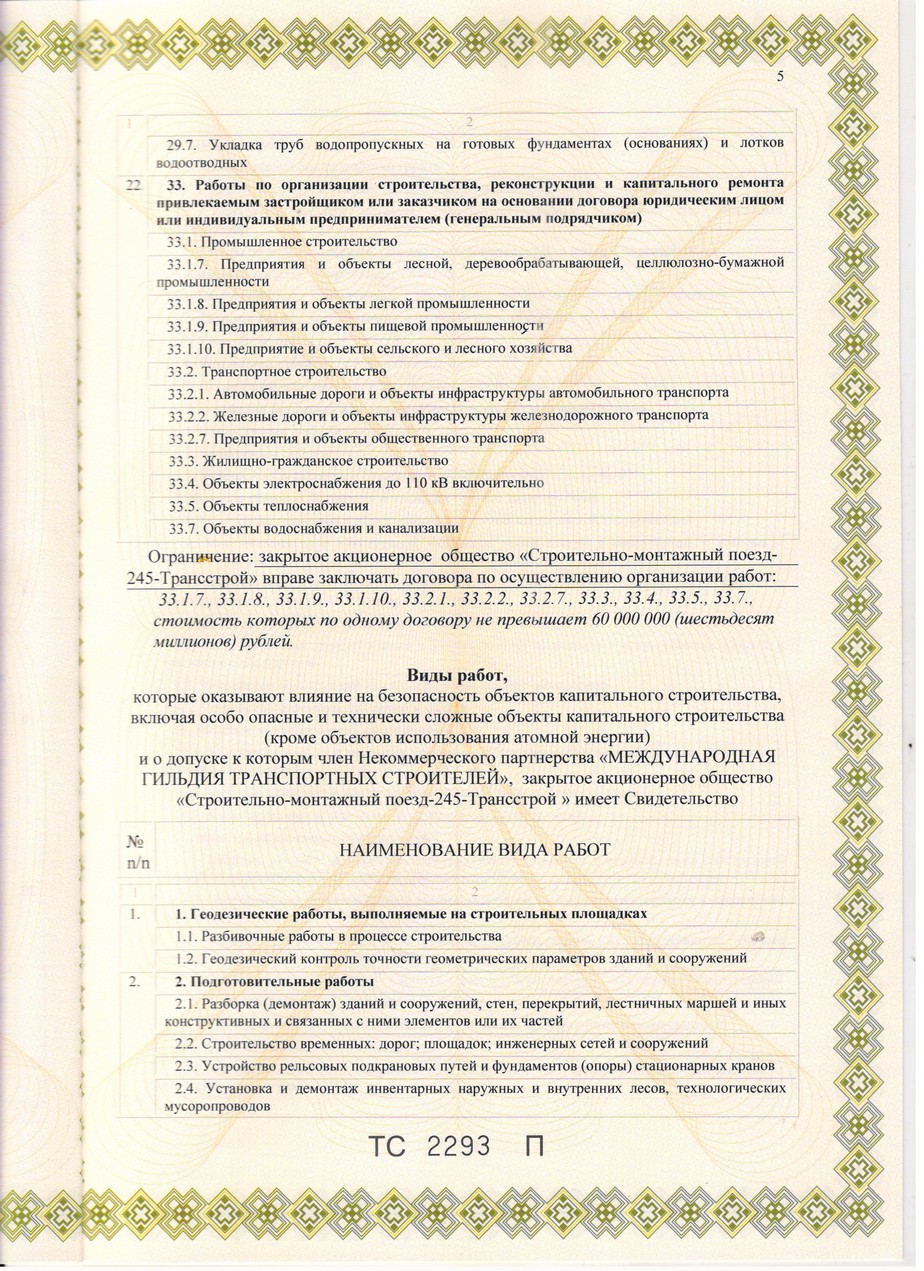 5
1 2
29.7. Укладка труб водопропускных на готовых фундаментах (основаниях) и лотков
водоотводных
22 33. Работы по организации строительства, реконструкции и капитального ремонта
привлекаемым застройщиком или заказчиком на основании договора юридическим лицом
или индивидуальным предпринимателем (генеральным подрядчиком)
33.1. Промышленное строительство
33.1.7. Предприятия и объекты лесной, деревообрабатывающей, целлюлозно-бумажной
промышленности
33.1.8. Предприятия и объекты легкой промышленности
33.1.9. Предприятия и объекты пищевой промышленности
33.1.10. Предприятие и объекты сельского и лесного хозяйства
33.2. Транспортное строительство
33.2.1. Автомобильные дороги и объекты инфраструктуры автомобильного транспорта
33.2.2. Железные дороги и объекты инфраструктуры железнодорожного транспорта
33.2.7. Предприятия и объекты общественного транспорта
33.3. Жилищно-гражданское строительство
33.4. Объекты электроснабжения до 110 кВ включительно
33.5. Объекты теплоснабжения
33.7. Объекты водоснабжения и канализации
Ограничение: закрытое акционерное общество «Строительно-монтажный поезд-
245-Трансстрой» вправе заключать договора по осуществлению организации работ:
33.1.7., 33.1.8., 33.1.9., 33.1.10., 33.2.1., 33.2.2., 33.2.7., 33.3., 33.4., 33.5., 33.7.,
стоимость которых по одному договору не превышает 60 000 000 (шестьдесят
миллионов) рублей.
Виды работ,
которые оказывают влияние на безопасность объектов капитального строительства,
включая особо опасные и технически сложные объекты капитального строительства
(кроме объектов использования атомной энергии)
и о допуске к которым член Некоммерческого партнерства «МЕЖДУНАРОДНАЯ
ГИЛЬДИЯ ТРАНСПОРТНЫХ СТРОИТЕЛЕЙ», закрытое акционерное общество
«Строительно-монтажный поезд-245-Трансстрой » имеет Свидетельство
№
п/п
НАИМЕНОВАНИЕ ВИДА РАБОТ
1 2
1. 1. Геодезические работы, выполняемые на строительных площадках
1.1. Разбивочные работы в процессе строительства
1.2. Геодезический контроль точности геометрических параметров зданий и сооружений
2. 2. Подготовительные работы
2.1. Разборка (демонтаж) зданий и сооружений, стен, перекрытий, лестничных маршей и иных
конструктивных и связанных с ними элементов или их частей
2.2. Строительство временных: дорог; площадок; инженерных сетей и сооружений
2.3. Устройство рельсовых подкрановых путей и фундаментов (опоры) стационарных кранов
2.4. Установка и демонтаж инвентарных наружных и внутренних лесов, технологических
мусоропроводов
ТС 2293 П